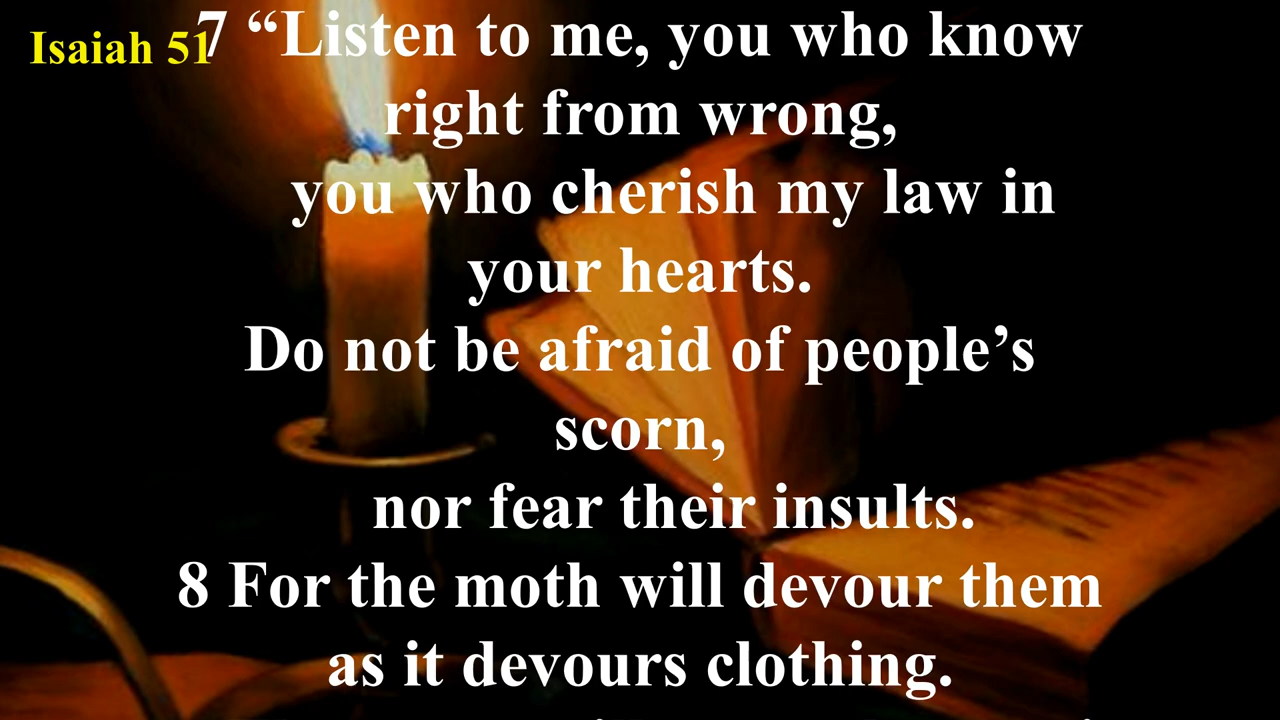 Isaiah 51
7 “Listen to me, you who know
right from wrong,
you who cherish my law in
your hearts.
Do not be afraid of people’s
scorn,
nor fear their insults.
8 For the moth will devour them
as it devours clothing.